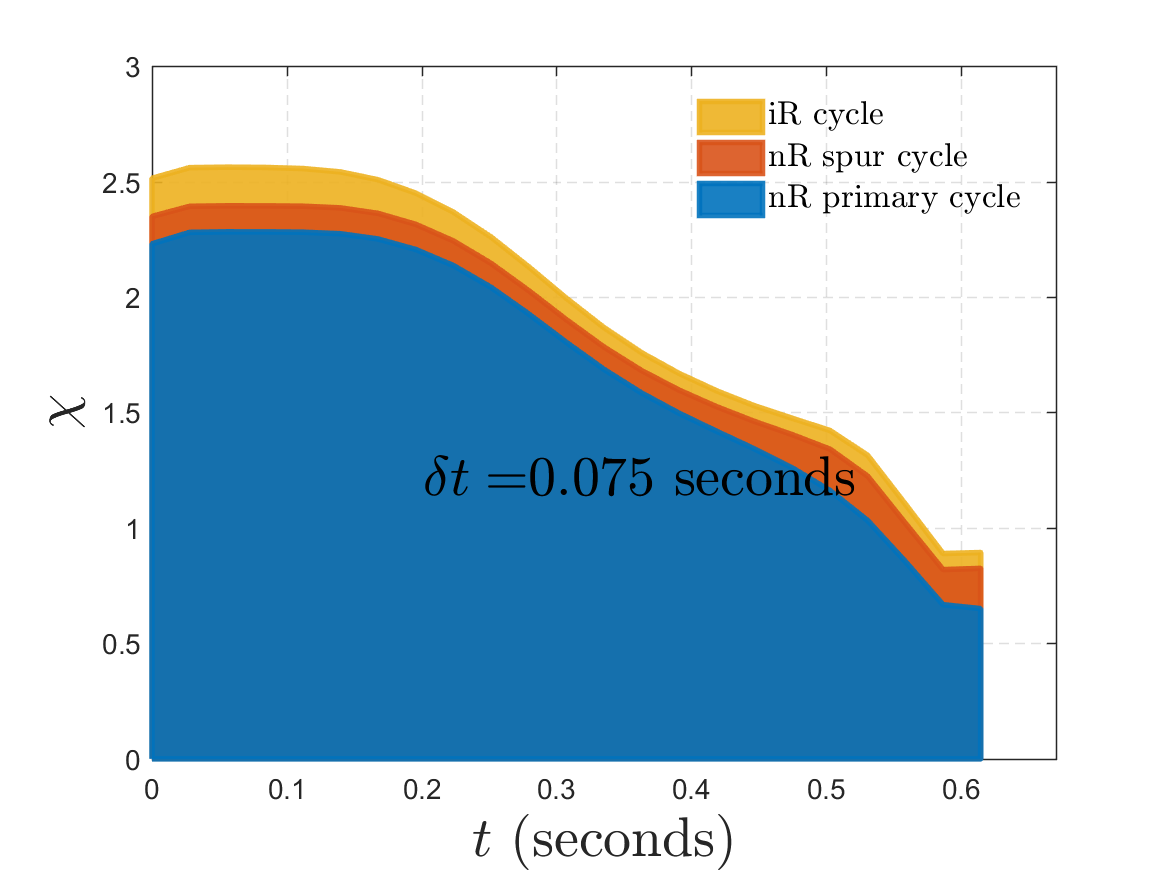 3
2.5
2
1.5
1
0.5
0
χ
iR cycle
nR spur cycle
nR primary cycle
δt =0.075 seconds
0 0.1 0.2 0.3 0.4 0.5 0.6
t (seconds)